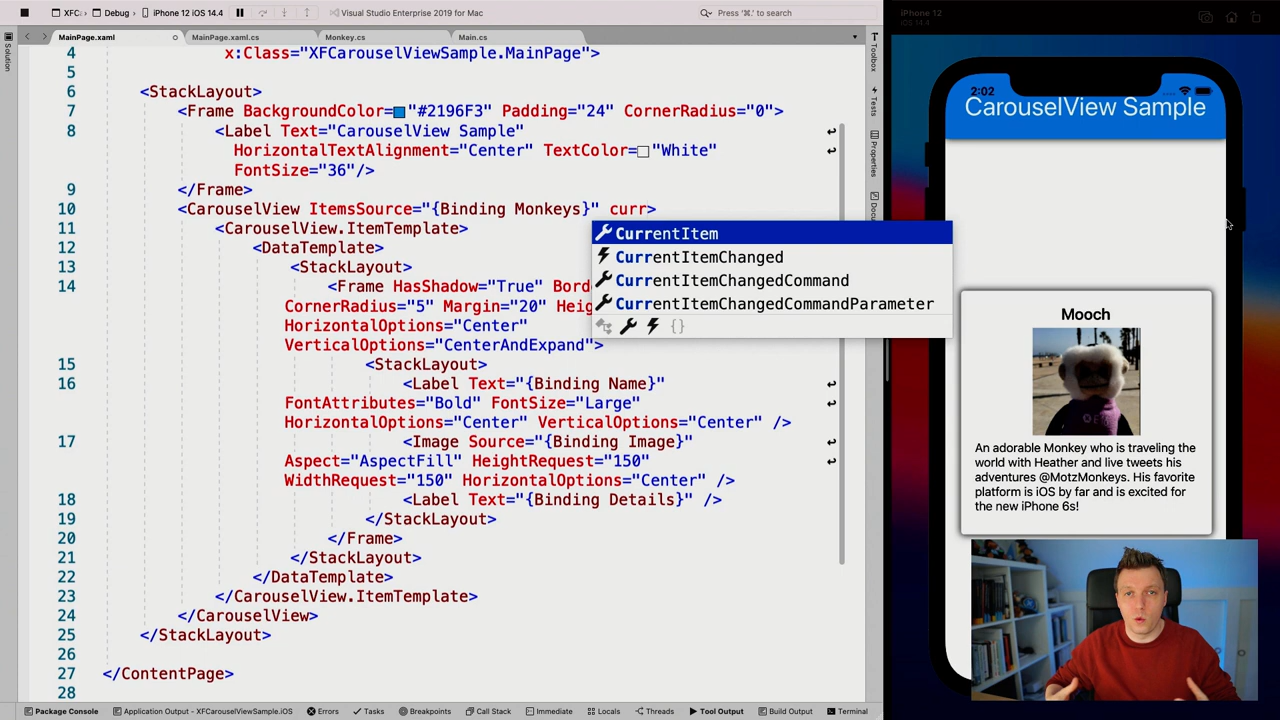 XFC
Debug
iPhone 12 iOS 14.4
Visual Studio Enterprise 2019 for Mac
Press '⌘.' to search
iPhone 12
iOS 14.4
MainPage.xaml
MainPage.xaml.cs
Monkey.cs
Main.cs
Solution
Toolbox
Tests
Properties
4 x:Class="XFCarouselViewSample.MainPage">
5
6 <StackLayout>
7 <Frame BackgroundColor="#2196F3" Padding="24" CornerRadius="0">
8 <Label Text="CarouselView Sample"
HorizontalTextAlignment="Center" TextColor="White"
FontSize="36"/>
9 </Frame>
10 <CarouselView ItemsSource="{Binding Monkeys}" curr>
11 <CarouselView.ItemTemplate>
12 <DataTemplate>
13 <StackLayout>
14 <Frame HasShadow="True" Bord
CornerRadius="5" Margin="20" Hei
HorizontalOptions="Center"
VerticalOptions="CenterAndExpand">
15 <StackLayout>
16 <Label Text="{Binding Name}"
FontAttributes="Bold" FontSize="Large"
HorizontalOptions="Center" VerticalOptions="Center" />
17 <Image Source="{Binding Image}"
Aspect="AspectFill" HeightRequest="150"
WidthRequest="150" HorizontalOptions="Center" />
18 <Label Text="{Binding Details}" />
19 </StackLayout>
20 </Frame>
21 </StackLayout>
22 </DataTemplate>
23 </CarouselView.ItemTemplate>
24 </CarouselView>
25 </StackLayout>
26
27 </ContentPage>
28
CurrentItem
CurrentItemChanged
CurrentItemChangedCommand
CurrentItemChangedCommandParameter
2:02
CarouselView Sample
Mooch
An adorable Monkey who is traveling the
world with Heather and live tweets his
adventures @MotzMonkeys. His favorite
platform is iOS by far and is excited for
the new iPhone 6s!
Package Console
Application Output - XFCarouselViewSample.iOS
Errors
Tasks
Breakpoints
Call Stack
Immediate
Locals
Threads
Tool Output
Build Output
Terminal